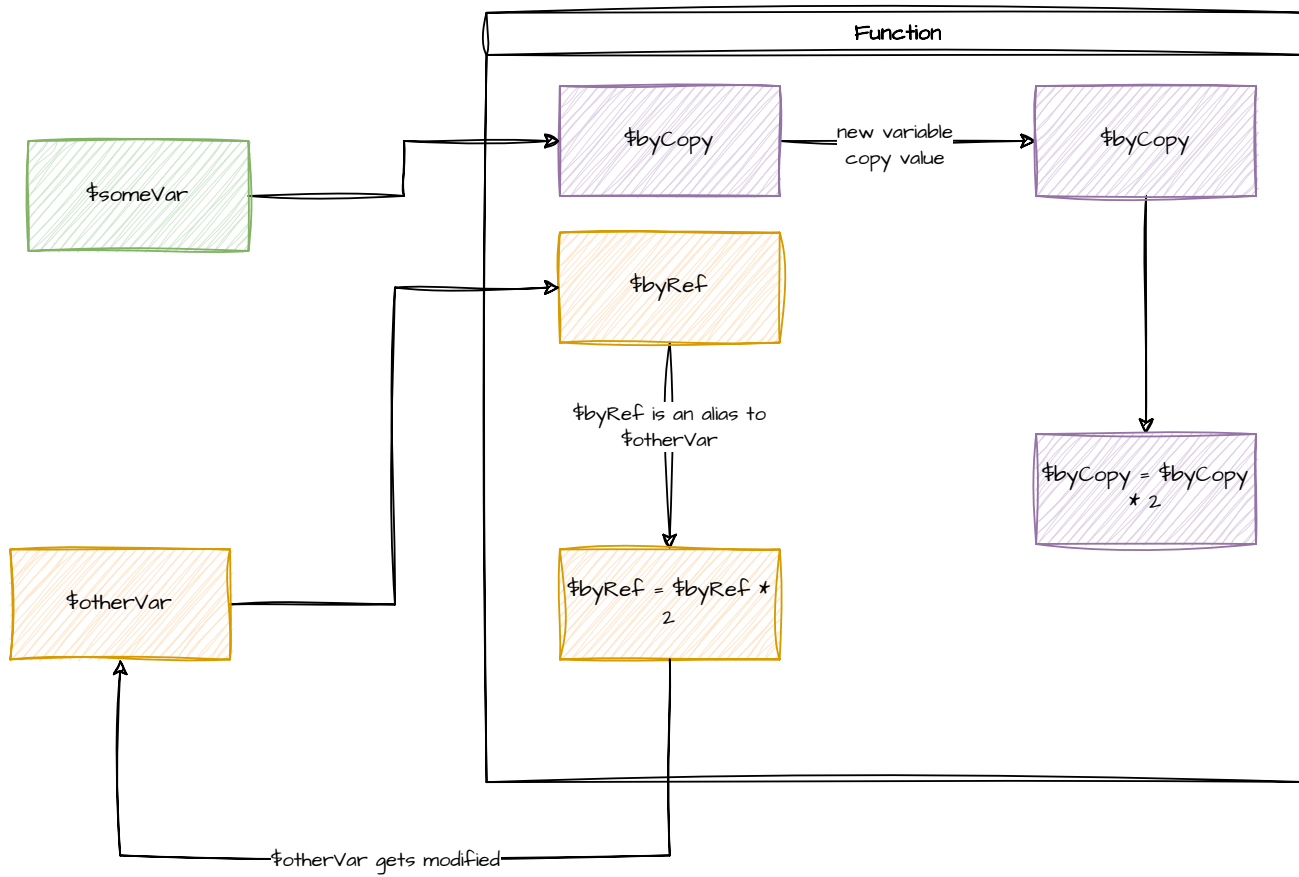 Function
$someVar
$byCopy
new variable
copy value
$byCopy
$byRef
$byRef is an alias to
$otherVar
$byCopy = $byCopy
* 2
$otherVar
$byRef = $byRef *
2
$otherVar gets modified